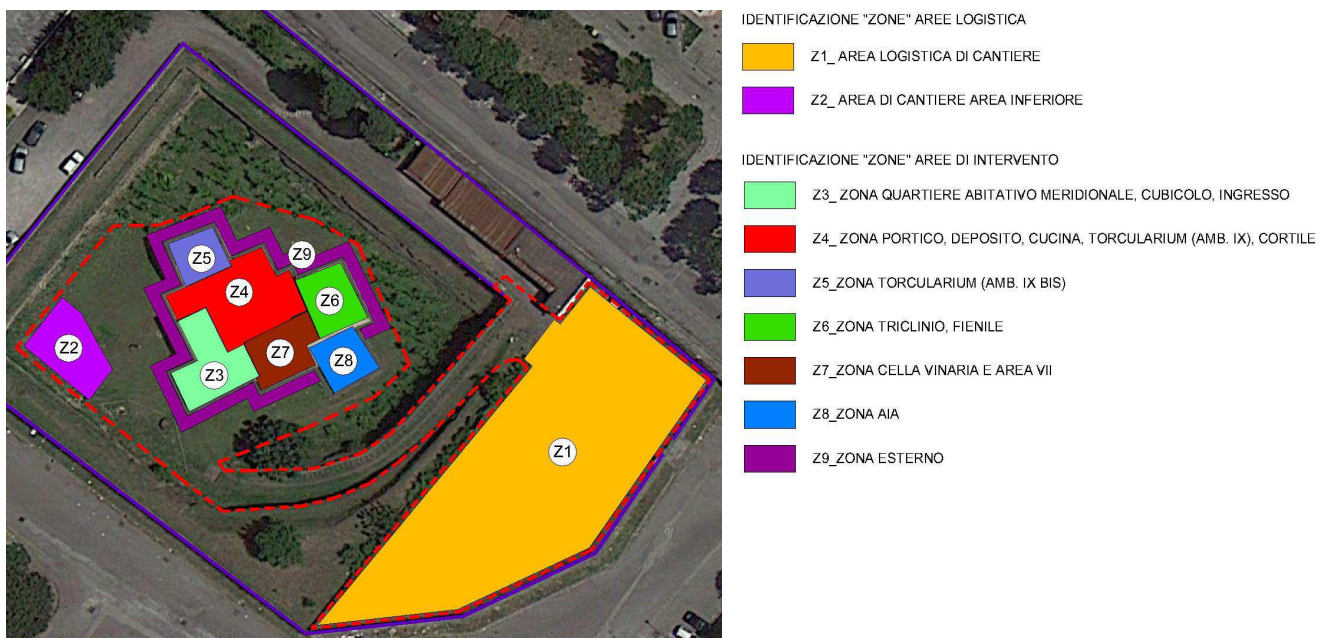 IDENTIFICAZIONE "ZONE" AREE LOGISTICA
Z1_ AREA LOGISTICA DI CANTIERE
Z2_ AREA DI CANTIERE AREA INFERIORE
IDENTIFICAZIONE "ZONE" AREE DI INTERVENTO
Z3_ ZONA QUARTIERE ABITATIVO MERIDIONALE, CUBICOLO, INGRESSO
Z4_ ZONA PORTICO, DEPOSITO, CUCINA, TORCULARIUM (AMB. IX), CORTILE
Z5_ZONA TORCULARIUM (AMB. IX BIS)
Z6_ZONA TRICLINIO, FIENILE
Z7_ZONA CELLA VINARIA E AREA VII
Z8_ZONA AIA
Z9_ZONA ESTERNO
Z5
Z9
Z4
Z6
Z2
Z7
Z8
Z3
Z1